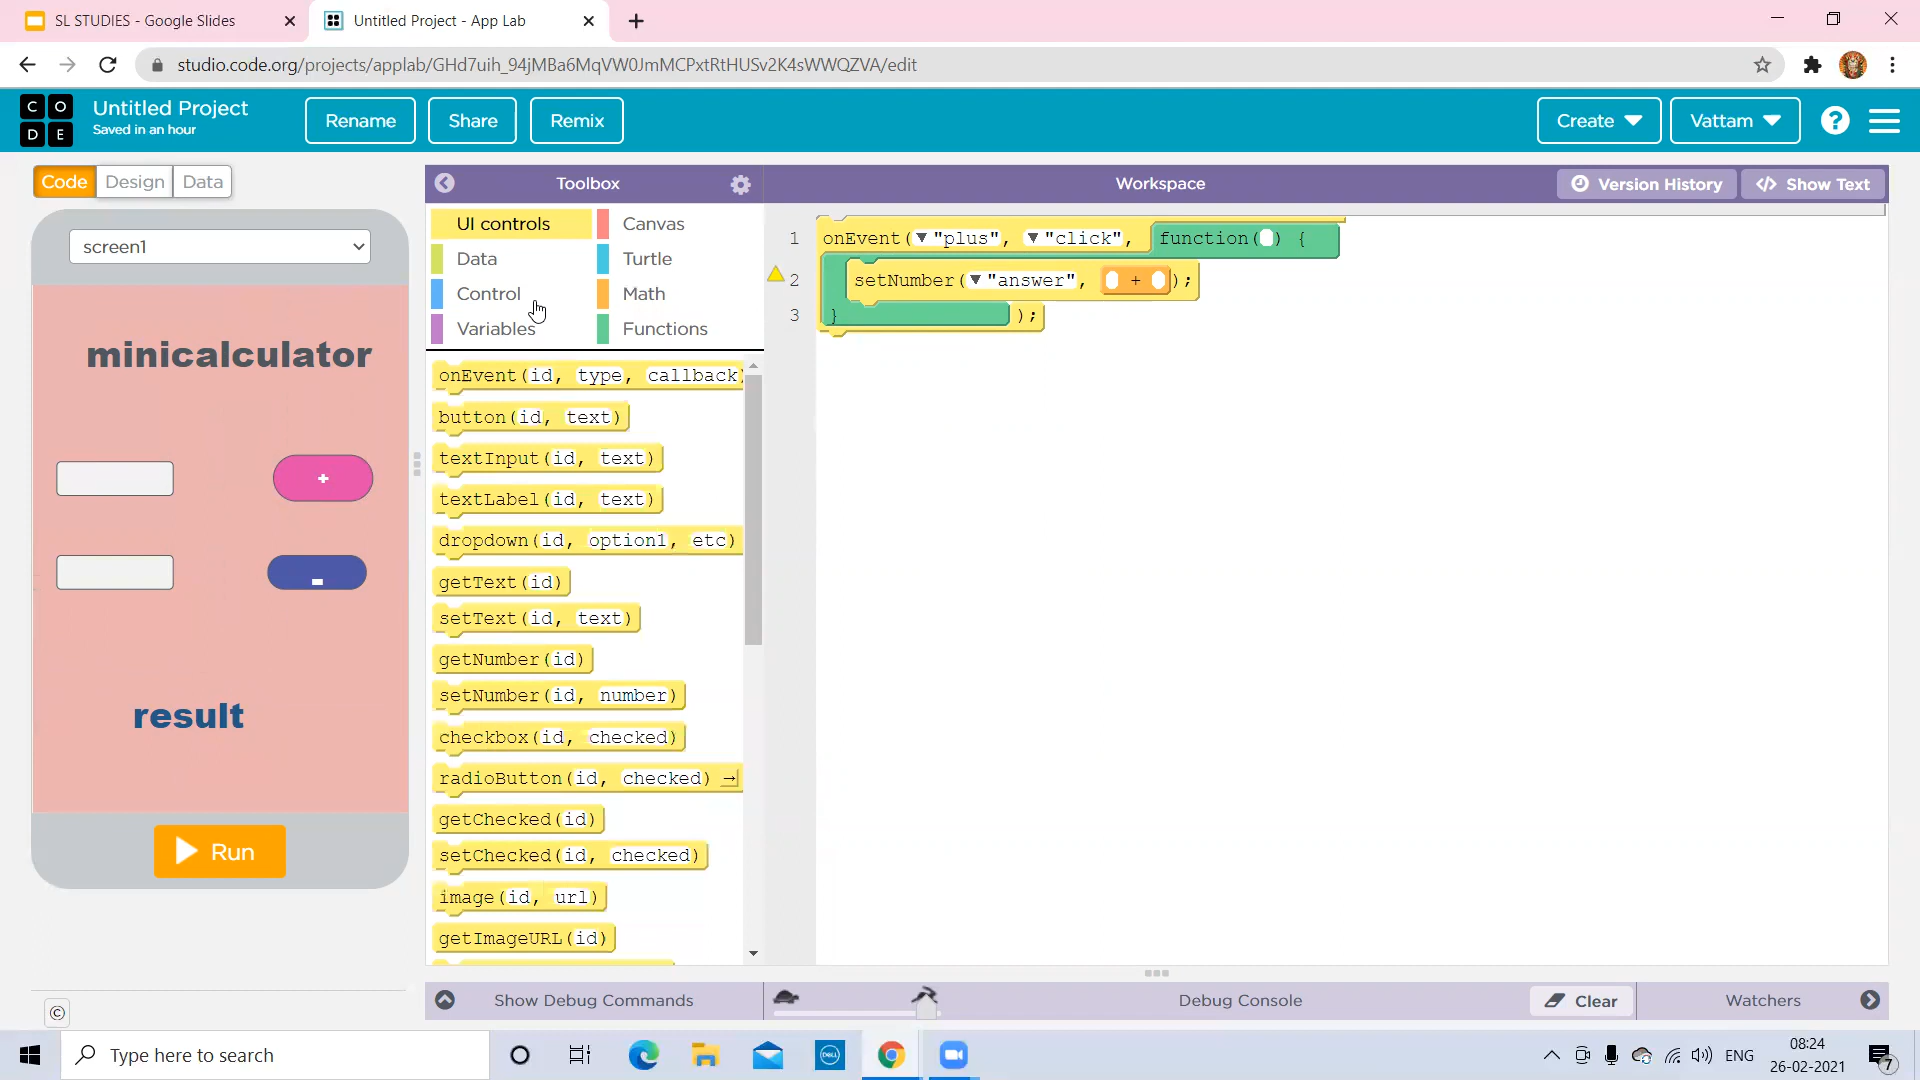 SL STUDIES - Google Slides
Untitled Project - App Lab
studio.code.org/projects/applab/GHd7uih_94jMBa6MqVW0JmMCPxtRtHUSv2K4sWWQZVA/edit
C O
D E
Untitled Project
Saved in an hour
Rename
Share
Remix
Create
Vattam
?
Code
Design
Data
Toolbox
Workspace
Version History
</> Show Text
screen1
minicalculator
+
-
result
Run
UI controls
Canvas
Data
Turtle
Control
Math
Variables
Functions
onEvent(id, type, callback)
button(id, text)
textInput(id, text)
textLabel(id, text)
dropdown(id, option1, etc)
getText(id)
setText(id, text)
getNumber(id)
setNumber(id, number)
checkbox(id, checked)
radioButton(id, checked) →
getChecked(id)
setChecked(id, checked)
image(id, url)
getImageURL(id)
1 onEvent(▼"plus", ▼"click", function( ) {
2 setNumber(▼"answer", + );
3 } );
©
Show Debug Commands
Debug Console
Clear
Watchers
Type here to search
DELL
ENG
08:24
26-02-2021
7